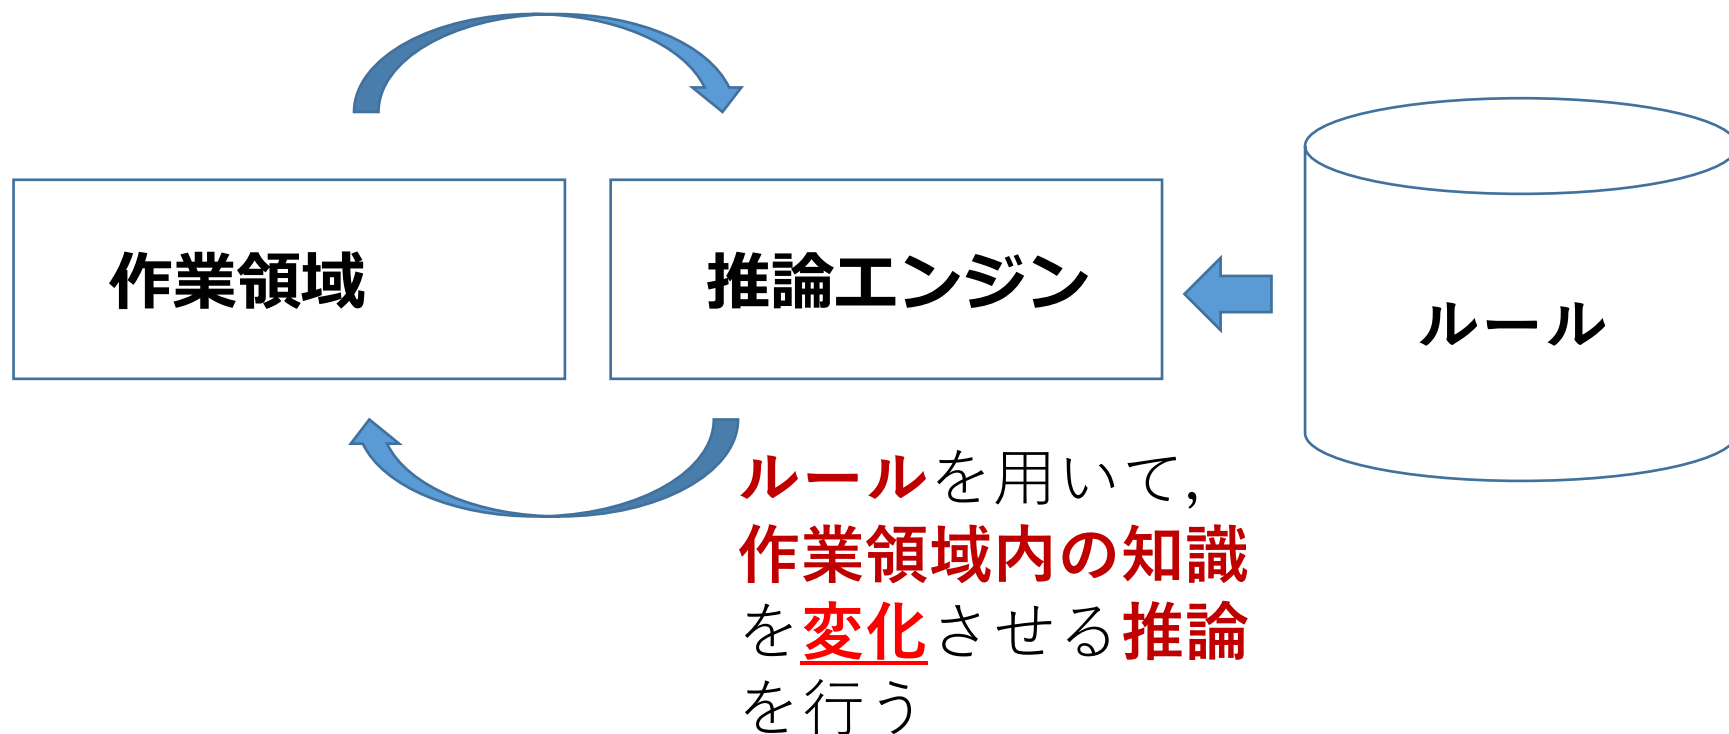 作業領域
推論エンジン
ルール
ルールを用いて,
作業領域内の知識
を変化させる推論
を行う